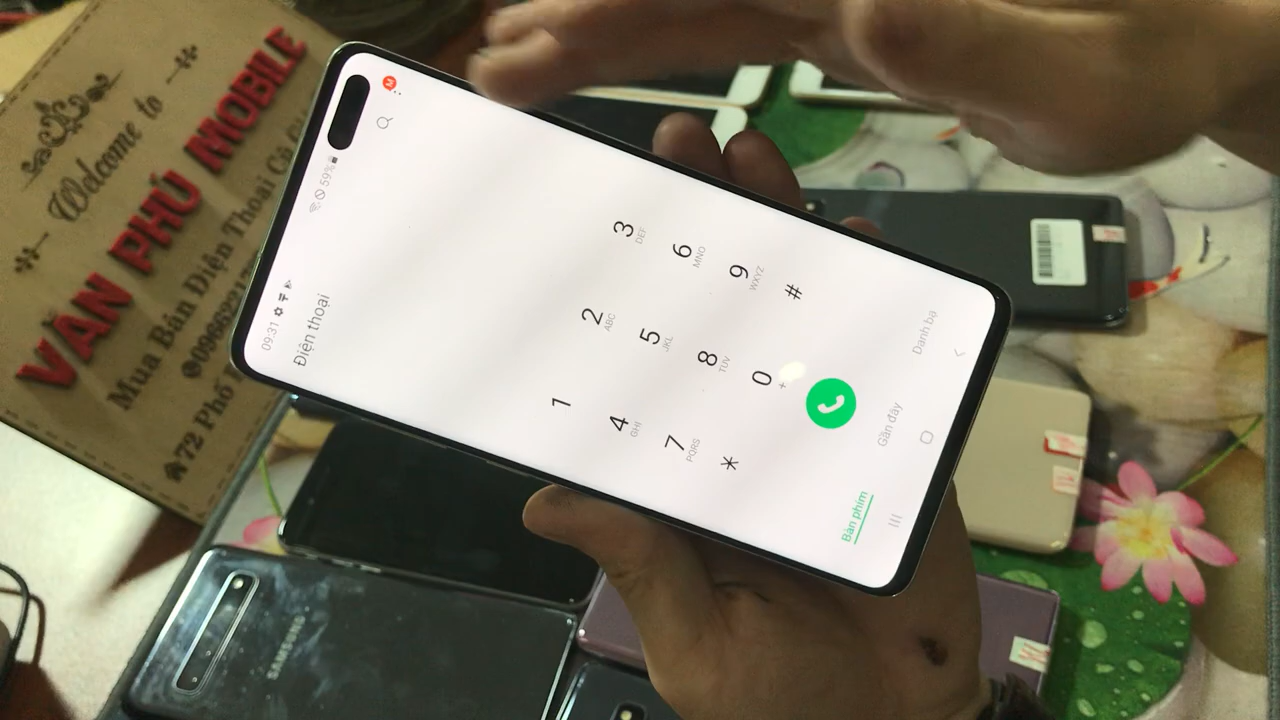 Welcome to
VĂN PHÚ MOBILE
Mua Bán Điện Thoại
72 Phố
09:31
59%
Điện thoại
1
2 ABC
3 DEF
4 GHI
5 JKL
6 MNO
7 PQRS
8 TUV
9 WXYZ
*
0 +
#
Bàn phím
Gần đây
Danh bạ
SAMSUNG